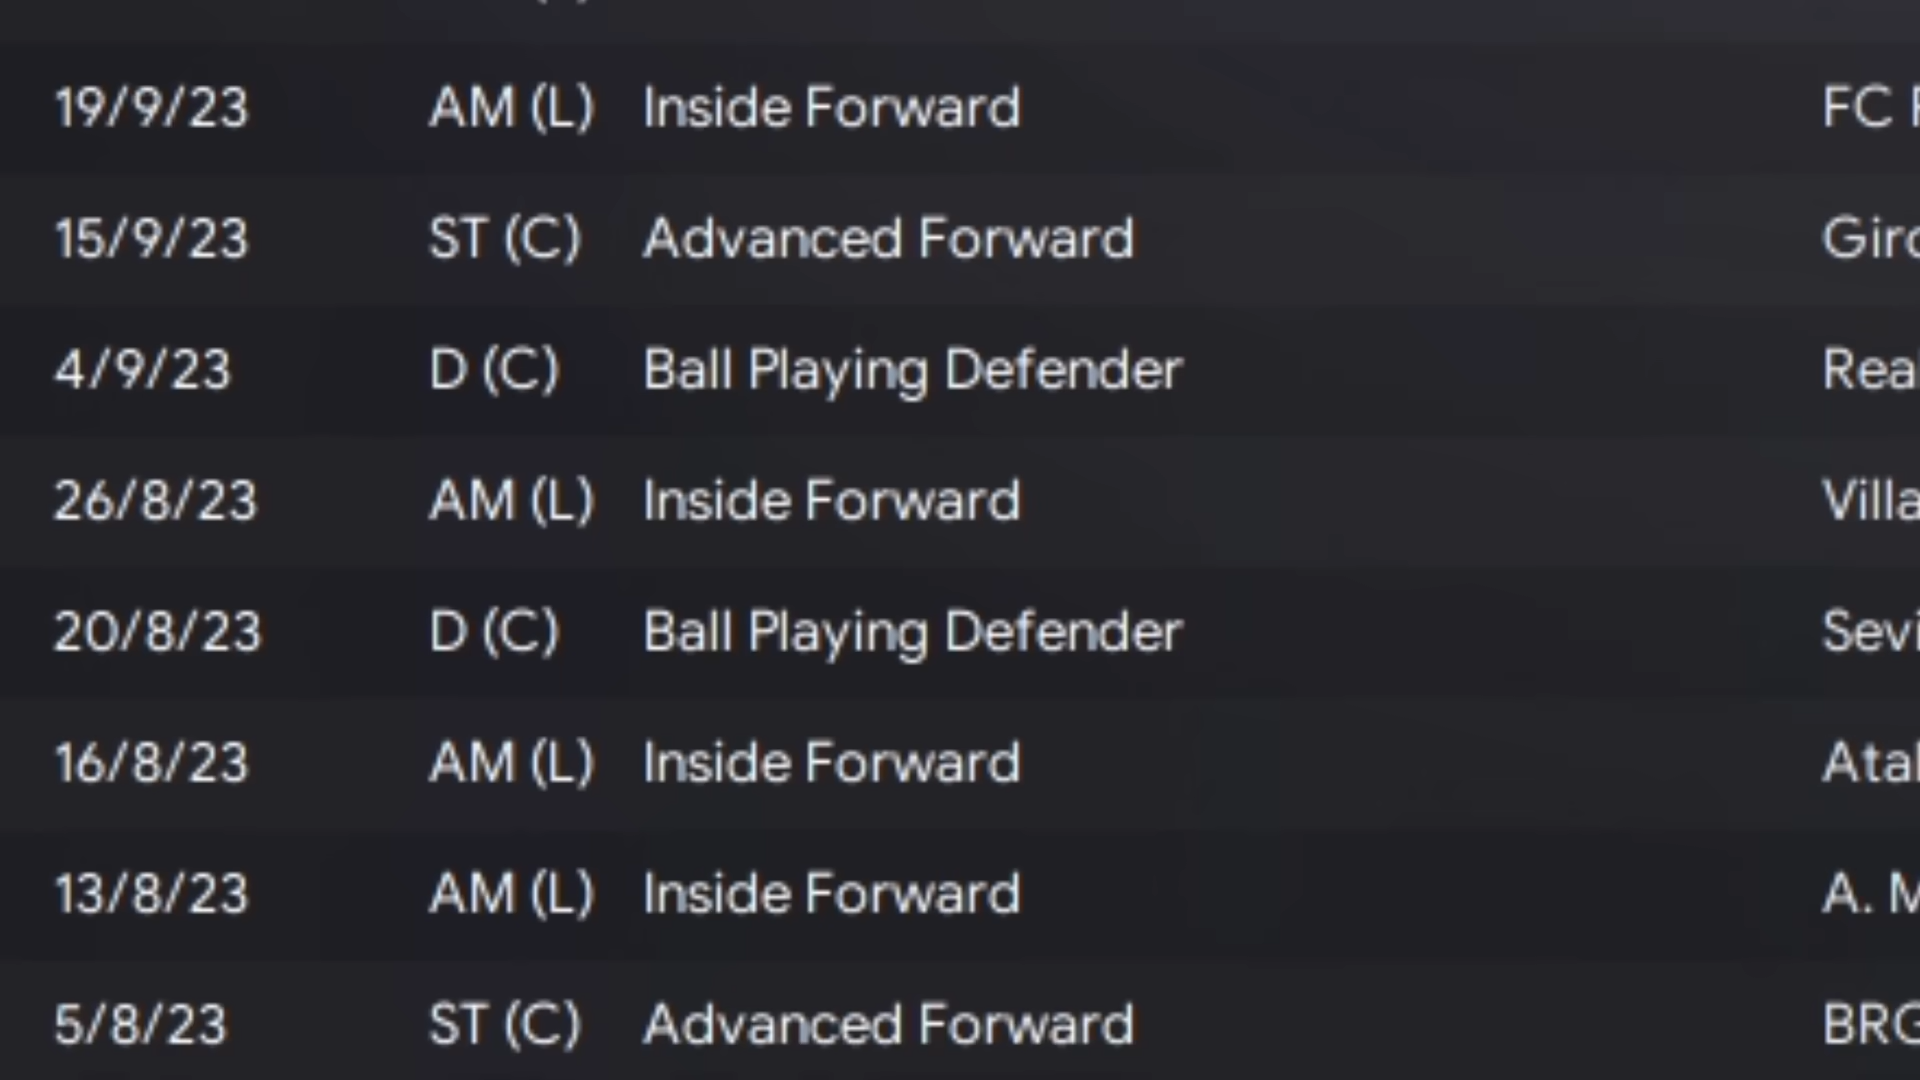 19/9/23 AM (L) Inside Forward FC
15/9/23 ST (C) Advanced Forward
4/9/23 D (C) Ball Playing Defender
26/8/23 AM (L) Inside Forward
20/8/23 D (C) Ball Playing Defender
16/8/23 AM (L) Inside Forward
13/8/23 AM (L) Inside Forward A.
5/8/23 ST (C) Advanced Forward